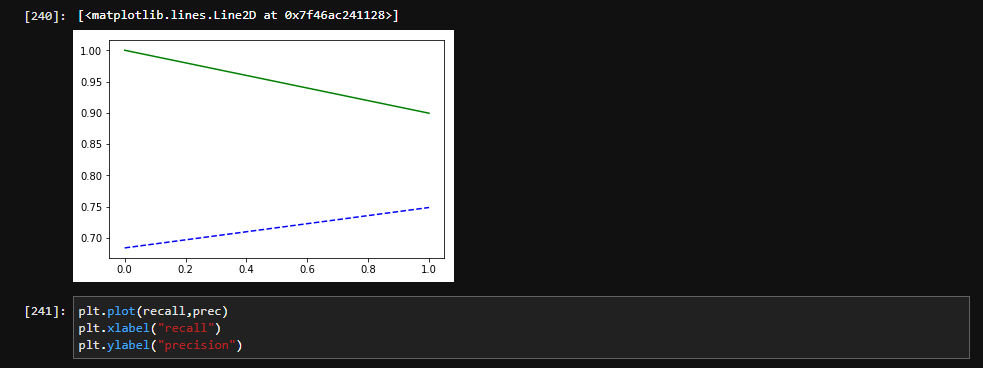 [240]: [<matplotlib.lines.Line2D at 0x7f46ac241128>]
1.00
0.95
0.90
0.85
0.80
0.75
0.70
0.0 0.2 0.4 0.6 0.8 1.0
[241]: plt.plot(recall,prec)
plt.xlabel("recall")
plt.ylabel("precision")